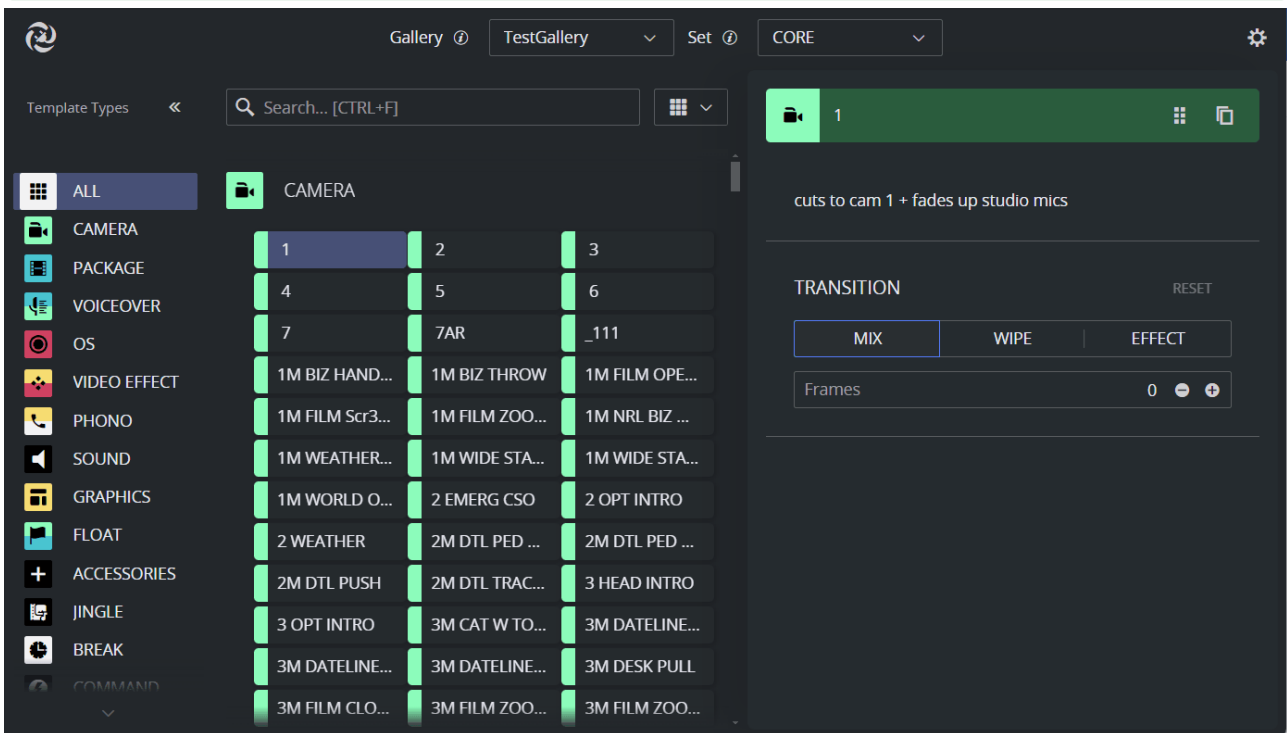 Gallery TestGallery Set CORE
Template Types
Search... [CTRL+F]
ALL
CAMERA
PACKAGE
VOICEOVER
OS
VIDEO EFFECT
PHONO
SOUND
GRAPHICS
FLOAT
ACCESSORIES
JINGLE
BREAK
COMMAND
CAMERA
1 2 3
4 5 6
7 7AR _111
1M BIZ HAND... 1M BIZ THROW 1M FILM OPE...
1M FILM Scr3... 1M FILM ZOO... 1M NRL BIZ ...
1M WEATHER... 1M WIDE STA... 1M WIDE STA...
1M WORLD O... 2 EMERG CSO 2 OPT INTRO
2 WEATHER 2M DTL PED ... 2M DTL PED ...
2M DTL PUSH 2M DTL TRAC... 3 HEAD INTRO
3 OPT INTRO 3M CAT W TO... 3M DATELINE...
3M DATELINE... 3M DATELINE... 3M DESK PULL
3M FILM CLO... 3M FILM ZOO... 3M FILM ZOO...
1
cuts to cam 1 + fades up studio mics
TRANSITION RESET
MIX WIPE EFFECT
Frames 0